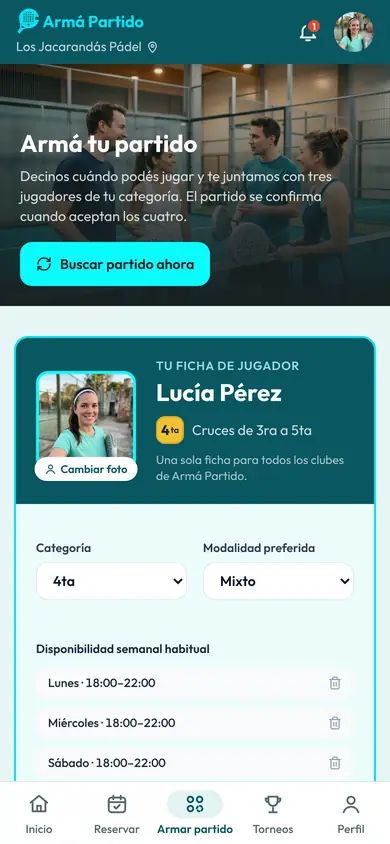 Armá Partido
Los Jacarandás Pádel
1
Armá tu partido
Decinos cuándo podés jugar y te juntamos con tres
jugadores de tu categoría. El partido se confirma
cuando aceptan los cuatro.
Buscar partido ahora
TU FICHA DE JUGADOR
Lucía Pérez
4ta Cruces de 3ra a 5ta
Una sola ficha para todos los clubes
de Armá Partido.
Cambiar foto
Categoría Modalidad preferida
4ta Mixto
Disponibilidad semanal habitual
Lunes · 18:00–22:00
Miércoles · 18:00–22:00
Sábado · 18:00–22:00
Inicio Reservar Armar partido Torneos Perfil